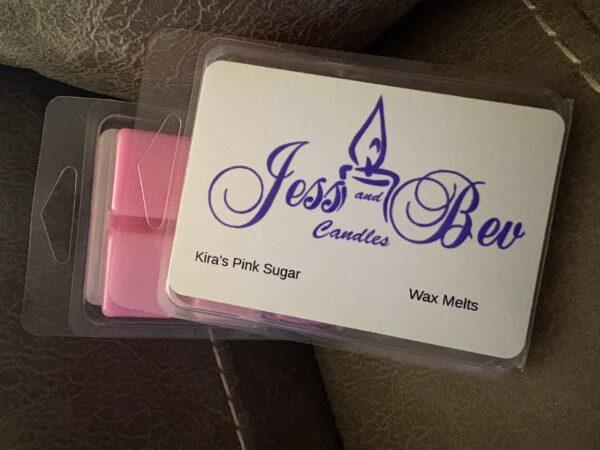 Jess and Bev
Candles
Kira's Pink Sugar
Wax Melts